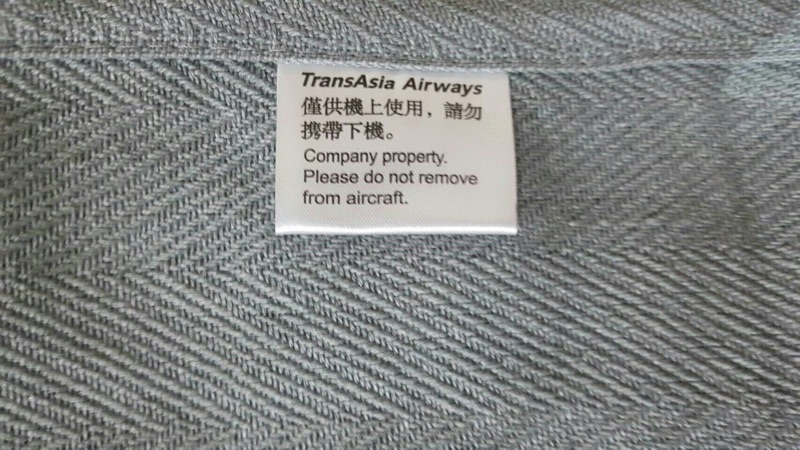 TransAsia Airways
僅供機上使用，請勿
携帶下機。
Company property.
Please do not remove
from aircraft.